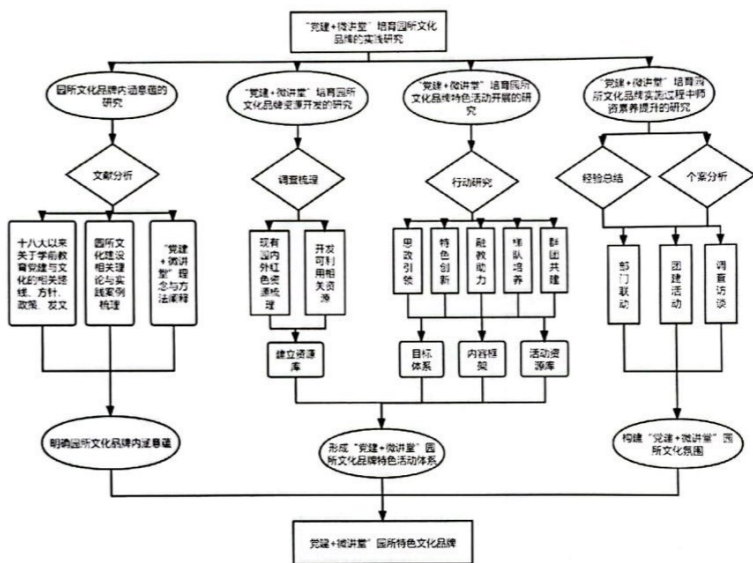 "党建+微讲堂"培育园所文化
品牌的实践研究
园所文化品牌内涵意蕴的
研究
"党建+微讲堂"培育园所
文化品牌资源开发的研究
"党建+微讲堂"培育园所
文化品牌特色活动开展的研
究
"党建+微讲堂"培育园
所文化品牌实施过程中师
资素养提升的研究
文献分析
调查梳理
行动研究
经验总结
个案分析
十八大以来
关于学前教
育党建与文
化的相关路
线、方针、
政策、发文
园所文
化建设
相关理
论与实
践案例
梳理
"党建
+微讲
堂"理
念与方
法阐释
现有
园内
外红
色资
源梳
理
开发
可利
用相
关资
源
思政引领
特色创新
融教动力
梯队培养
群团共建
部门联动
团建活动
调查访谈
建立资源
库
目标
体系
内容框
架
活动资
源库
明确园所文化品牌内涵意蕴
形成"党建+微讲堂"园
所文化品牌特色活动体系
构建"党建+微讲堂"园
所文化氛围
"党建+微讲堂"园所特色文化品牌